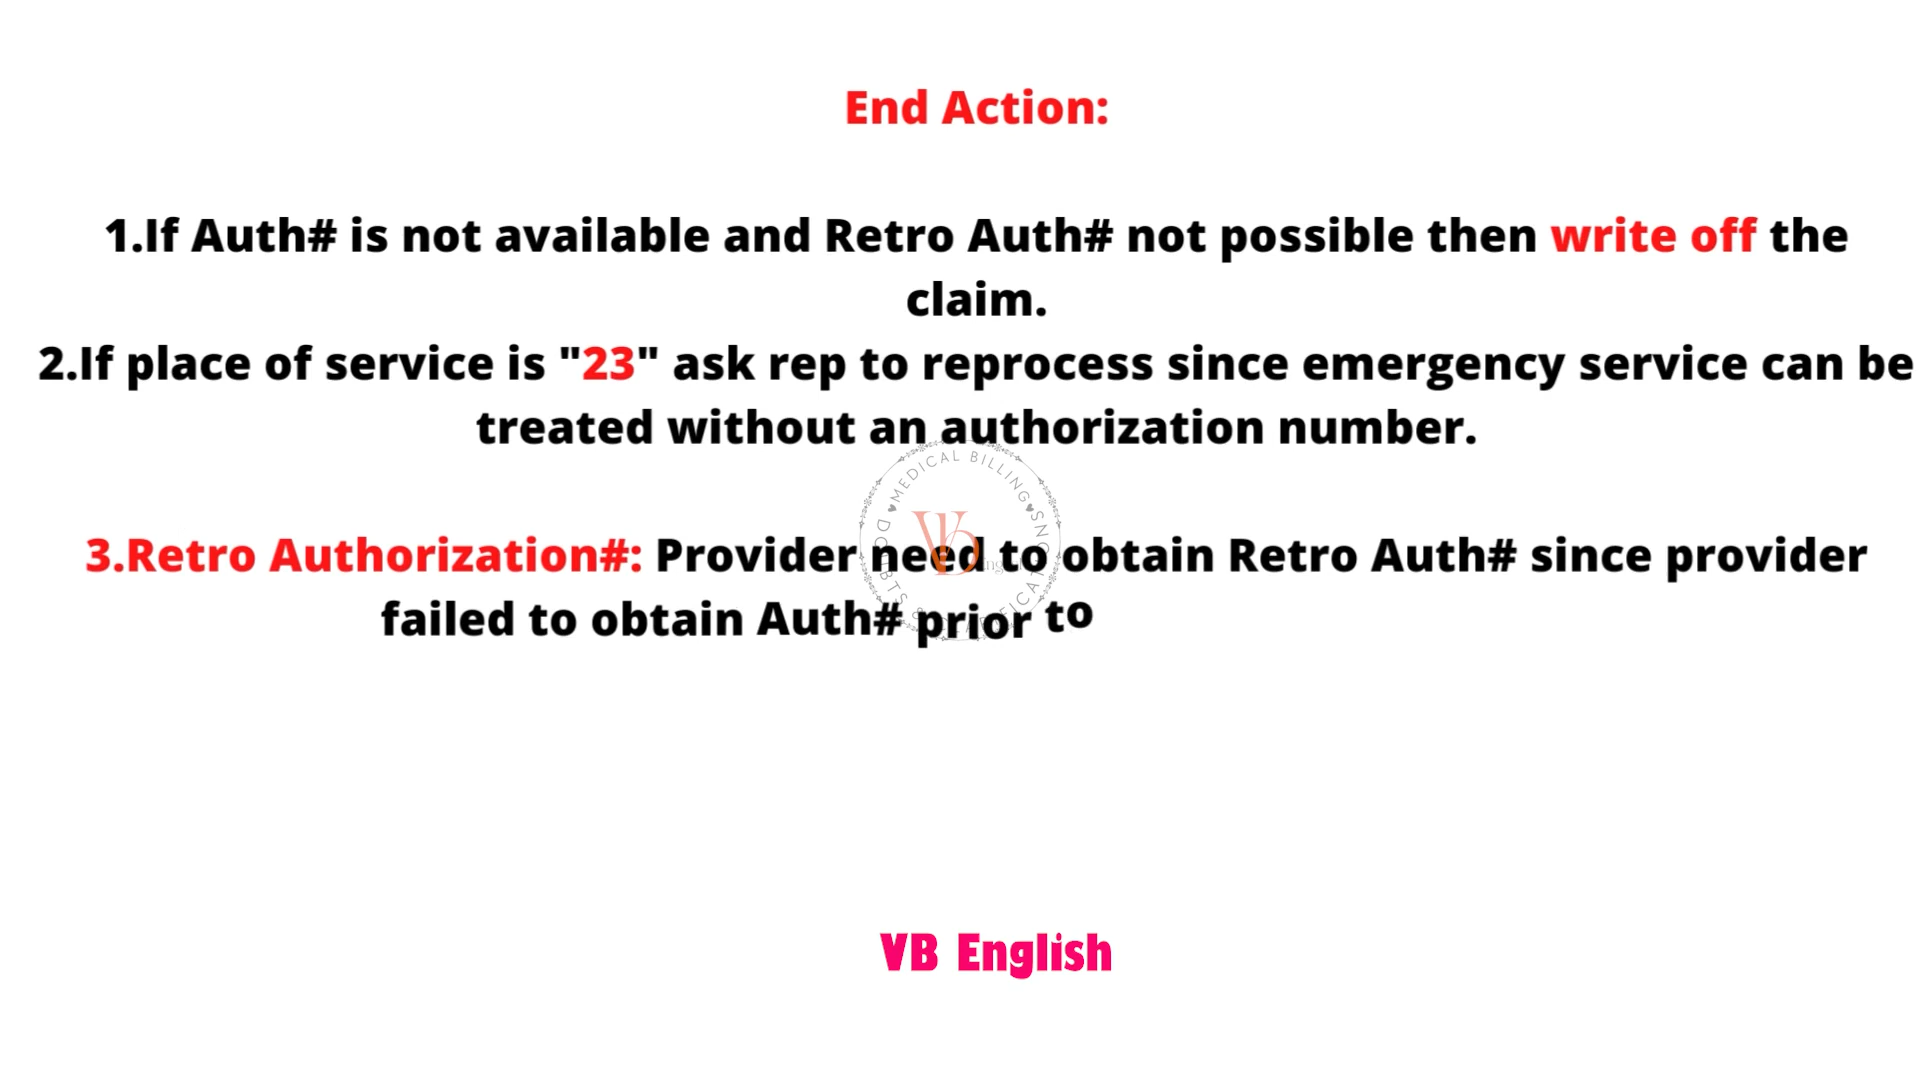 End Action:
1.If Auth# is not available and Retro Auth# not possible then write off the
claim.
2.If place of service is "23" ask rep to reprocess since emergency service can be
treated without an authorization number.
3.Retro Authorization#: Provider need to obtain Retro Auth# since provider
failed to obtain Auth# prior to
MEDICAL BILLING
VB
VB English